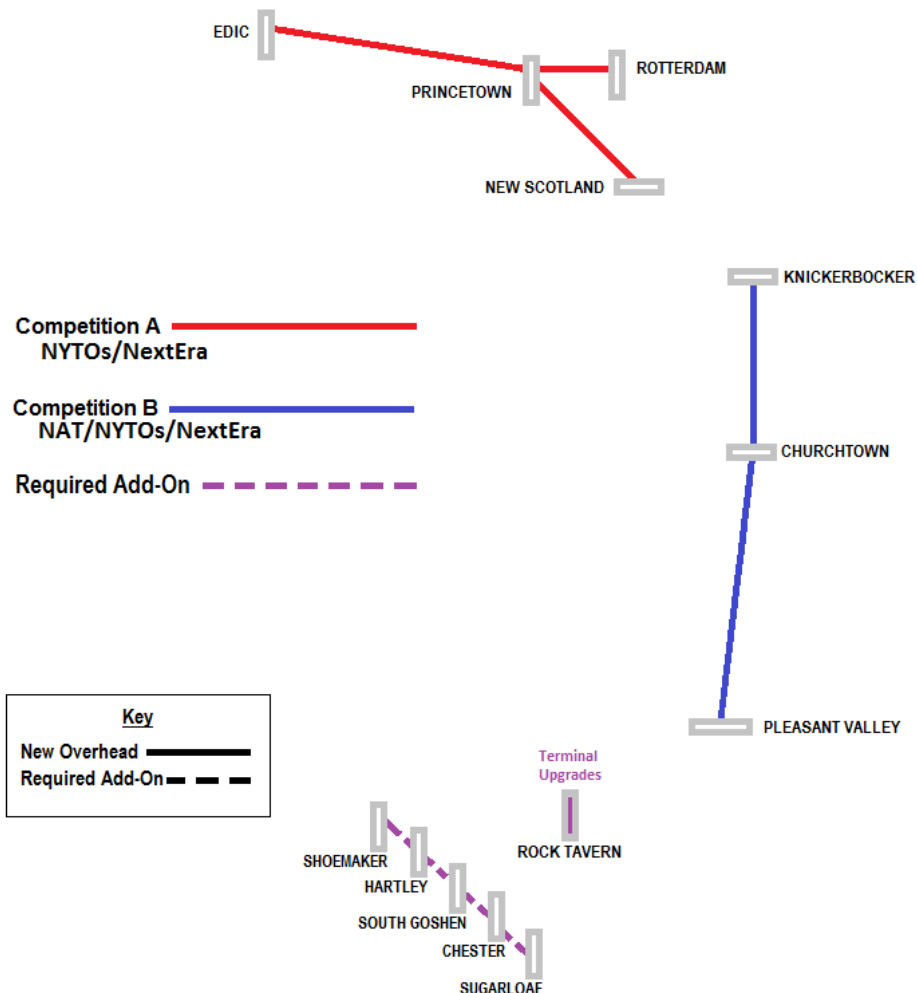 EDIC
ROTTERDAM
PRINCETOWN
NEW SCOTLAND
KNICKERBOCKER
Competition A
NYTOs/NextEra
Competition B
NAT/NYTOs/NextEra
CHURCHTOWN
Required Add-On
Key
New Overhead
Required Add-On
PLEASANT VALLEY
Terminal
Upgrades
ROCK TAVERN
SHOEMAKER
HARTLEY
SOUTH GOSHEN
CHESTER
SUGARLOAF